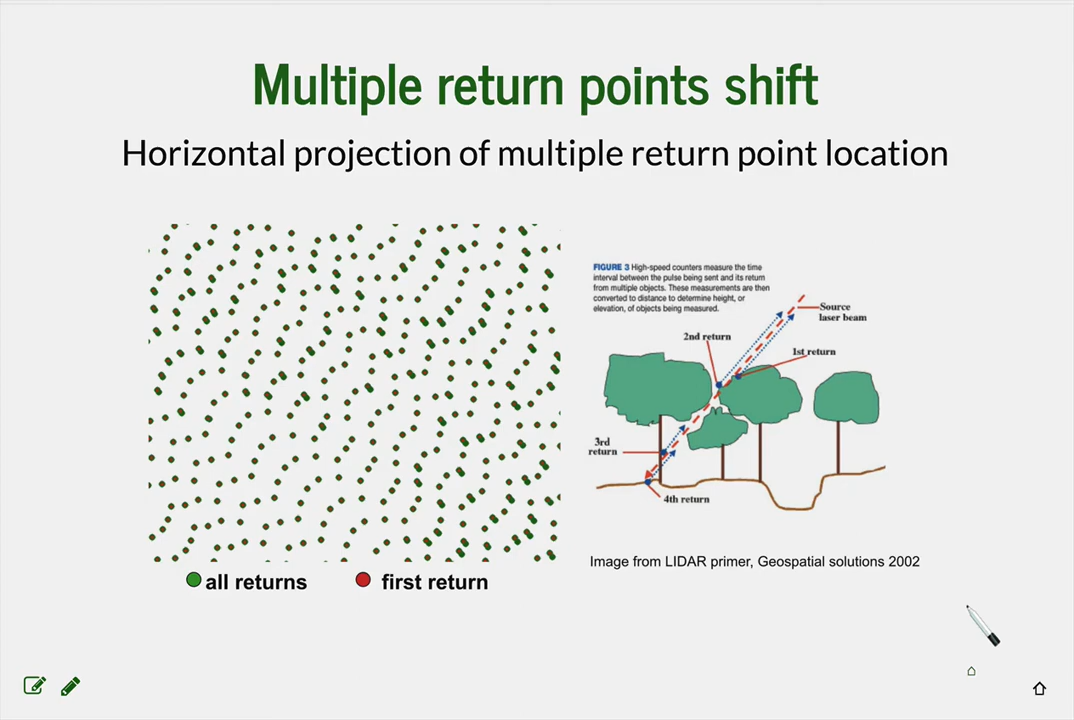 Multiple return points shift
Horizontal projection of multiple return point location
FIGURE 3 High-speed counters measure the time
interval between the pulse being sent and its return
from multiple objects. These measurements are then
converted to distance to determine height, or
elevation, of objects being measured.
Source
laser beam
2nd return
1st return
3rd
return
4th return
Image from LIDAR primer, Geospatial solutions 2002
all returns
first return